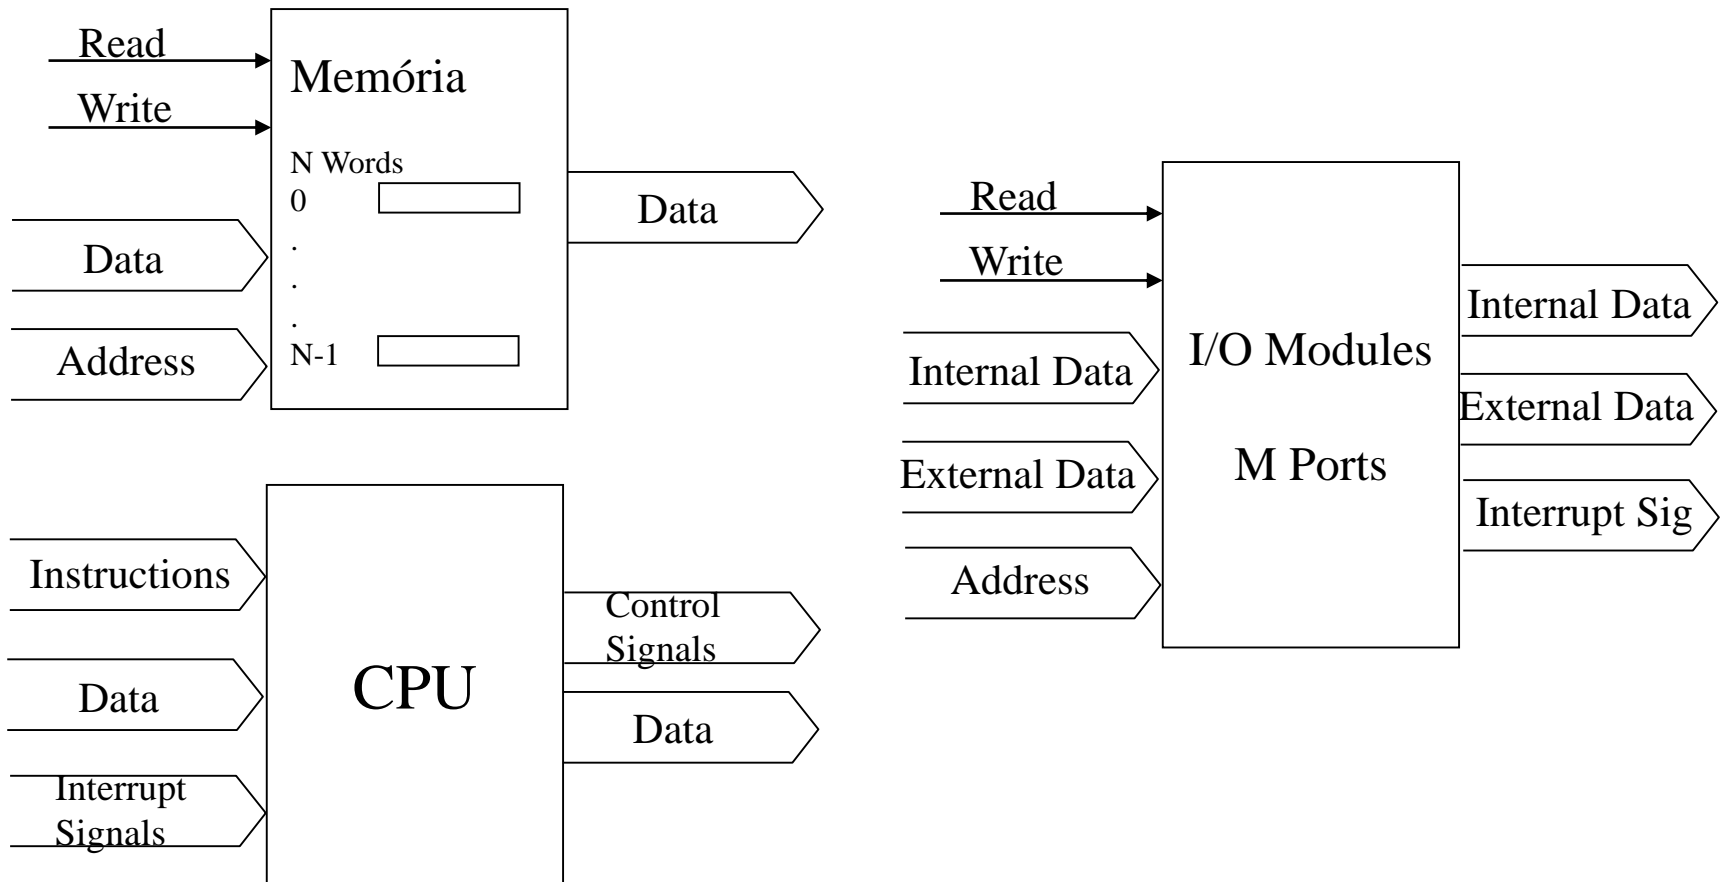 Read
Write
Data
Address
Memória
N Words
0
.
.
.
N-1
Data
Instructions
Data
Interrupt
Signals
CPU
Control
Signals
Data
Read
Write
Internal Data
External Data
Address
I/O Modules
M Ports
Internal Data
External Data
Interrupt Sig